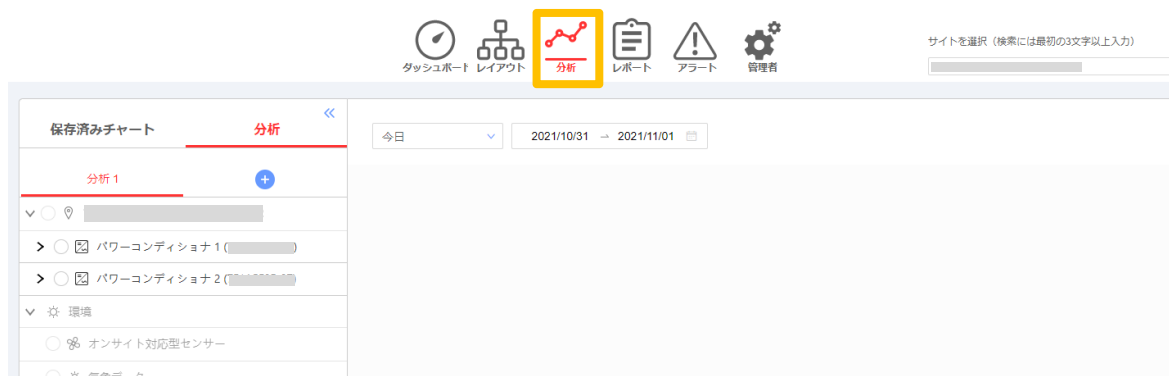 ダッシュボード レイアウト 分析 レポート アラート 管理者
サイトを選択（検索には最初の3文字以上入力）
保存済みチャート 分析
今日 2021/10/31 → 2021/11/01
分析 1
パワーコンディショナ 1 ( )
パワーコンディショナ 2 ( )
環境
オンサイト対応型センサー